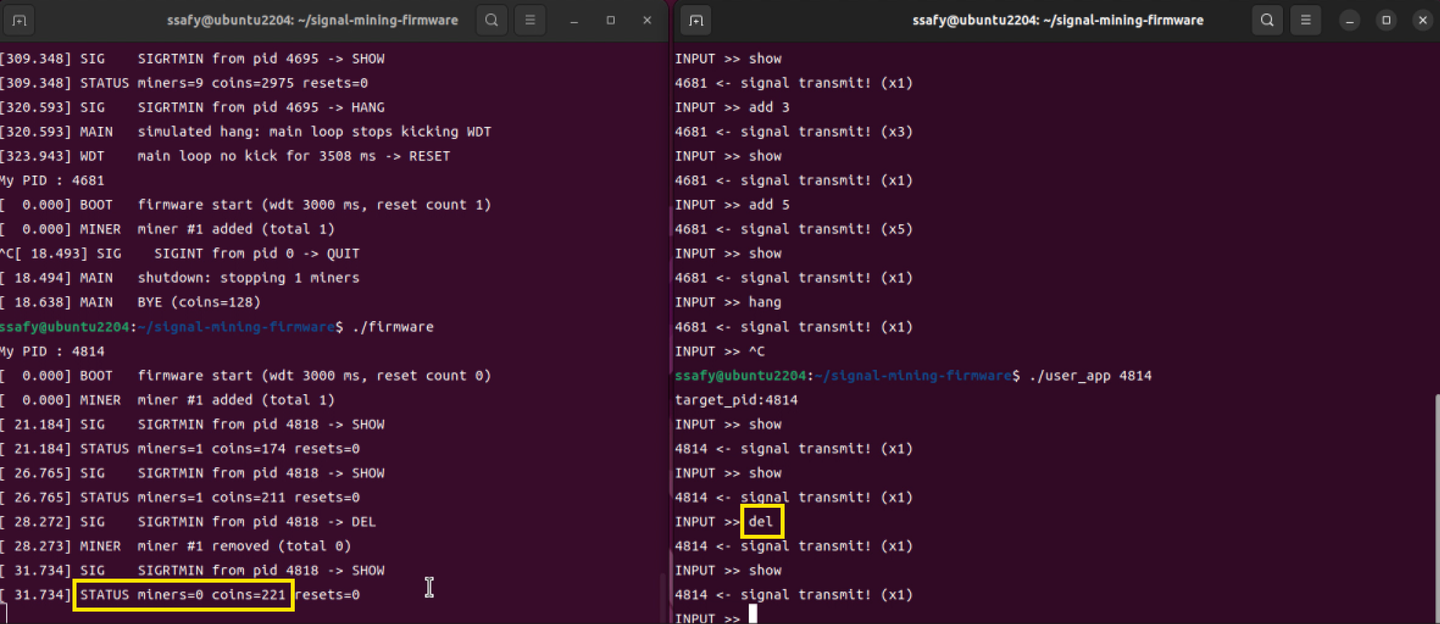 ssafy@ubuntu2204: ~/signal-mining-firmware
[309.348] SIG    SIGRTMIN from pid 4695 -> SHOW
[309.348] STATUS miners=9 coins=2975 resets=0
[320.593] SIG    SIGRTMIN from pid 4695 -> HANG
[320.593] MAIN   simulated hang: main loop stops kicking WDT
[323.943] WDT    main loop no kick for 3508 ms -> RESET
My PID : 4681
[  0.000] BOOT   firmware start (wdt 3000 ms, reset count 1)
[  0.000] MINER  miner #1 added (total 1)
^C[ 18.493] SIG    SIGINT from pid 0 -> QUIT
[ 18.494] MAIN   shutdown: stopping 1 miners
[ 18.638] MAIN   BYE (coins=128)
ssafy@ubuntu2204:~/signal-mining-firmware$ ./firmware
My PID : 4814
[  0.000] BOOT   firmware start (wdt 3000 ms, reset count 0)
[  0.000] MINER  miner #1 added (total 1)
[ 21.184] SIG    SIGRTMIN from pid 4818 -> SHOW
[ 21.184] STATUS miners=1 coins=174 resets=0
[ 26.765] SIG    SIGRTMIN from pid 4818 -> SHOW
[ 26.765] STATUS miners=1 coins=211 resets=0
[ 28.272] SIG    SIGRTMIN from pid 4818 -> DEL
[ 28.273] MINER  miner #1 removed (total 0)
[ 31.734] SIG    SIGRTMIN from pid 4818 -> SHOW
[ 31.734] STATUS miners=0 coins=221 resets=0
ssafy@ubuntu2204: ~/signal-mining-firmware
INPUT >> show
4681 <- signal transmit! (x1)
INPUT >> add 3
4681 <- signal transmit! (x3)
INPUT >> show
4681 <- signal transmit! (x1)
INPUT >> add 5
4681 <- signal transmit! (x5)
INPUT >> show
4681 <- signal transmit! (x1)
INPUT >> hang
4681 <- signal transmit! (x1)
INPUT >> ^C
ssafy@ubuntu2204:~/signal-mining-firmware$ ./user_app 4814
target_pid:4814
INPUT >> show
4814 <- signal transmit! (x1)
INPUT >> show
4814 <- signal transmit! (x1)
INPUT >> del
4814 <- signal transmit! (x1)
INPUT >> show
4814 <- signal transmit! (x1)
INPUT >>